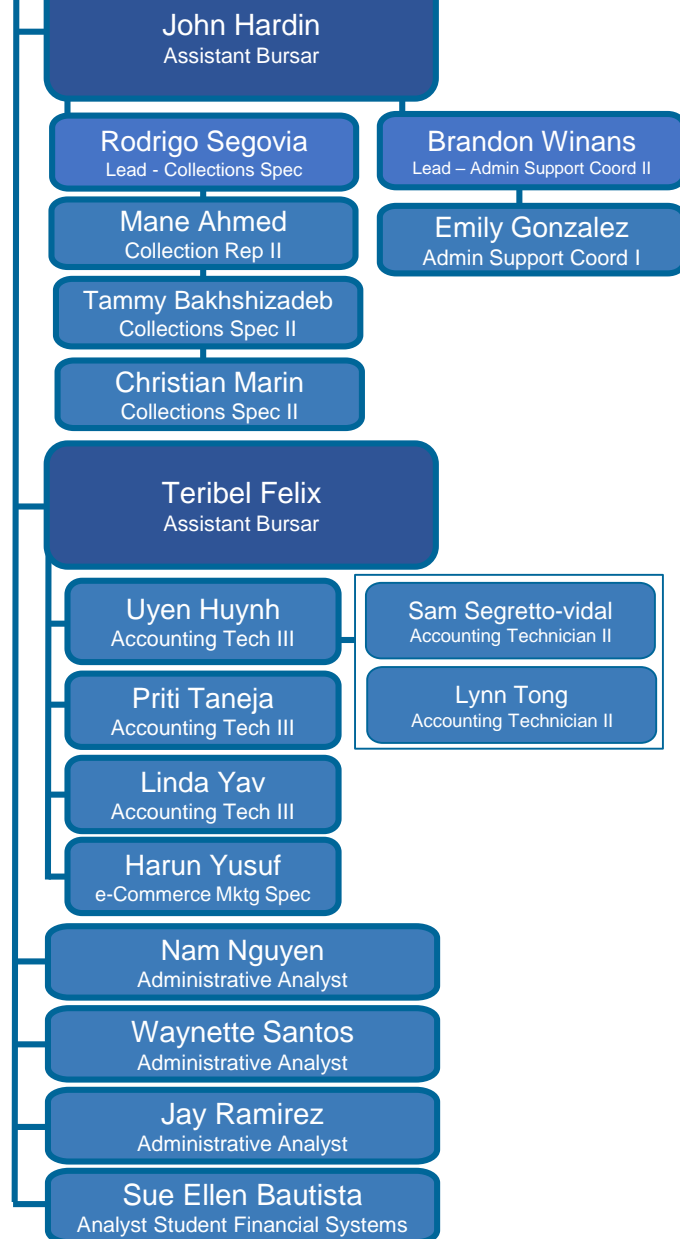 John Hardin
Assistant Bursar
Rodrigo Segovia
Lead - Collections Spec
Brandon Winans
Lead – Admin Support Coord II
Mane Ahmed
Collection Rep II
Emily Gonzalez
Admin Support Coord I
Tammy Bakhshizadeb
Collections Spec II
Christian Marin
Collections Spec II
Teribel Felix
Assistant Bursar
Uyen Huynh
Accounting Tech III
Sam Segretto-vidal
Accounting Technician II
Priti Taneja
Accounting Tech III
Lynn Tong
Accounting Technician II
Linda Yav
Accounting Tech III
Harun Yusuf
e-Commerce Mktg Spec
Nam Nguyen
Administrative Analyst
Waynette Santos
Administrative Analyst
Jay Ramirez
Administrative Analyst
Sue Ellen Bautista
Analyst Student Financial Systems